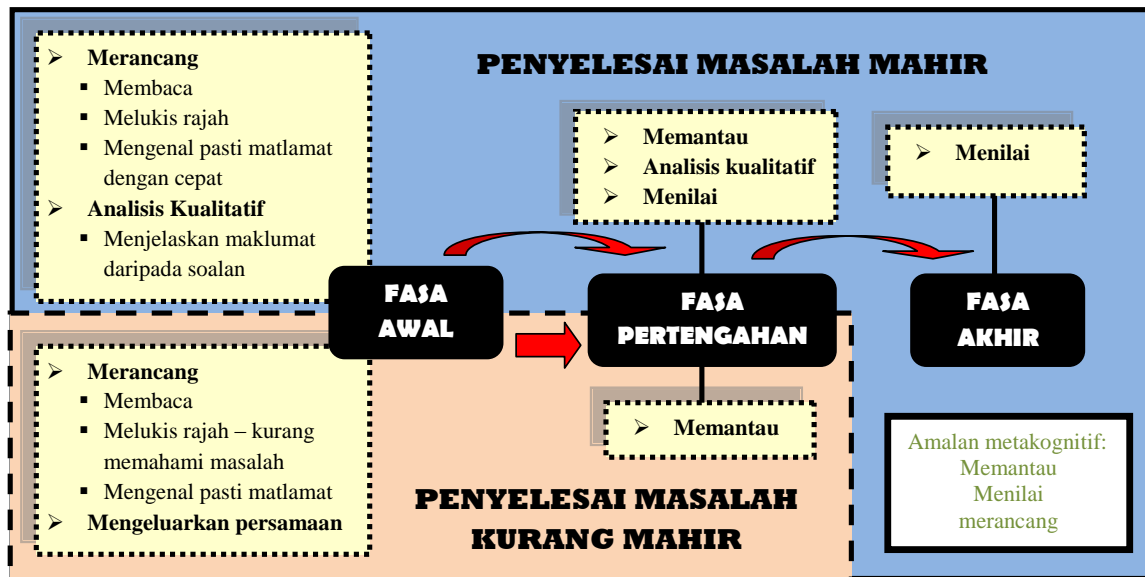 ➢ Merancang
▪ Membaca
▪ Melukis rajah
▪ Mengenal pasti matlamat
dengan cepat
➢ Analisis Kualitatif
▪ Menjelaskan maklumat
daripada soalan
PENYELESAI MASALAH MAHIR
➢ Memantau
➢ Analisis kualitatif
➢ Menilai
➢ Menilai
FASA
AWAL
FASA
PERTENGAHAN
FASA
AKHIR
➢ Merancang
▪ Membaca
▪ Melukis rajah – kurang
memahami masalah
▪ Mengenal pasti matlamat
➢ Mengeluarkan persamaan
➢ Memantau
PENYELESAI MASALAH
KURANG MAHIR
Amalan metakognitif:
Memantau
Menilai
merancang